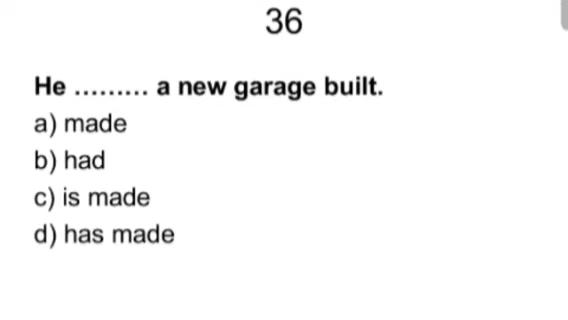 36
He ......... a new garage built.
a) made
b) had
c) is made
d) has made